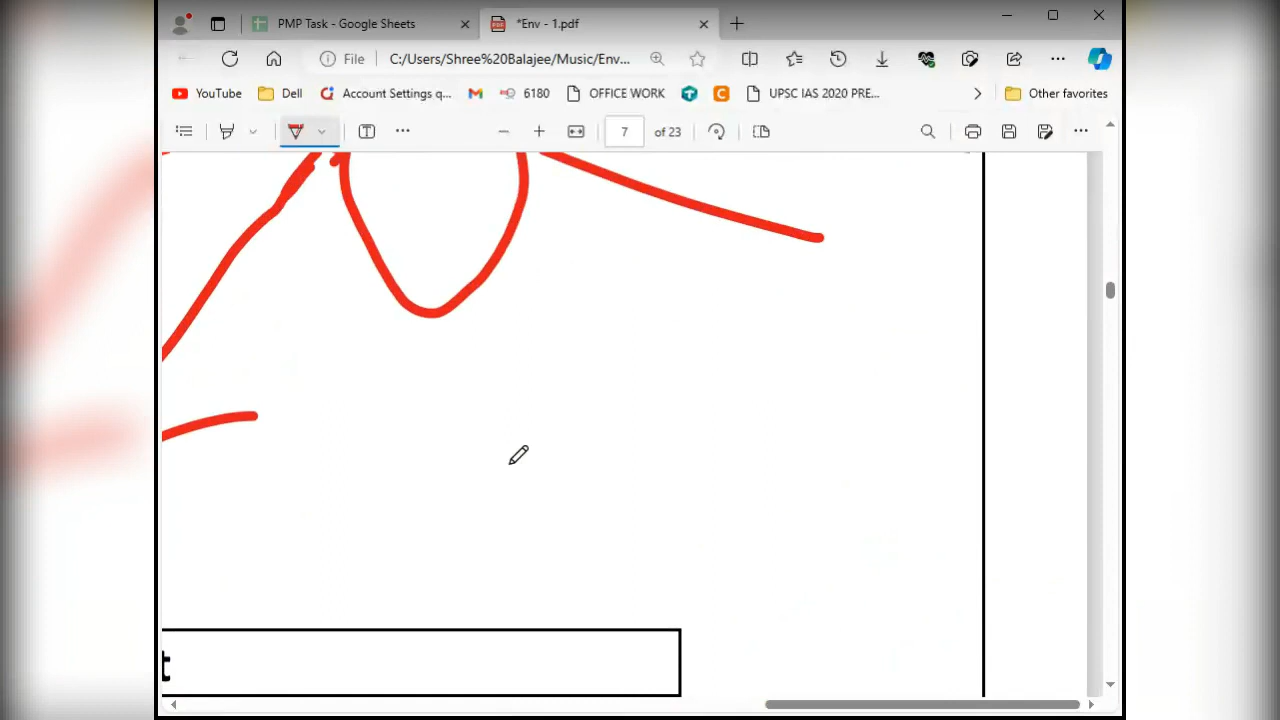 PMP Task - Google Sheets
*Env - 1.pdf
File
C:/Users/Shree%20Balajee/Music/Env...
YouTube
Dell
Account Settings q...
6180
OFFICE WORK
UPSC IAS 2020 PRE...
Other favorites
7 of 23
t